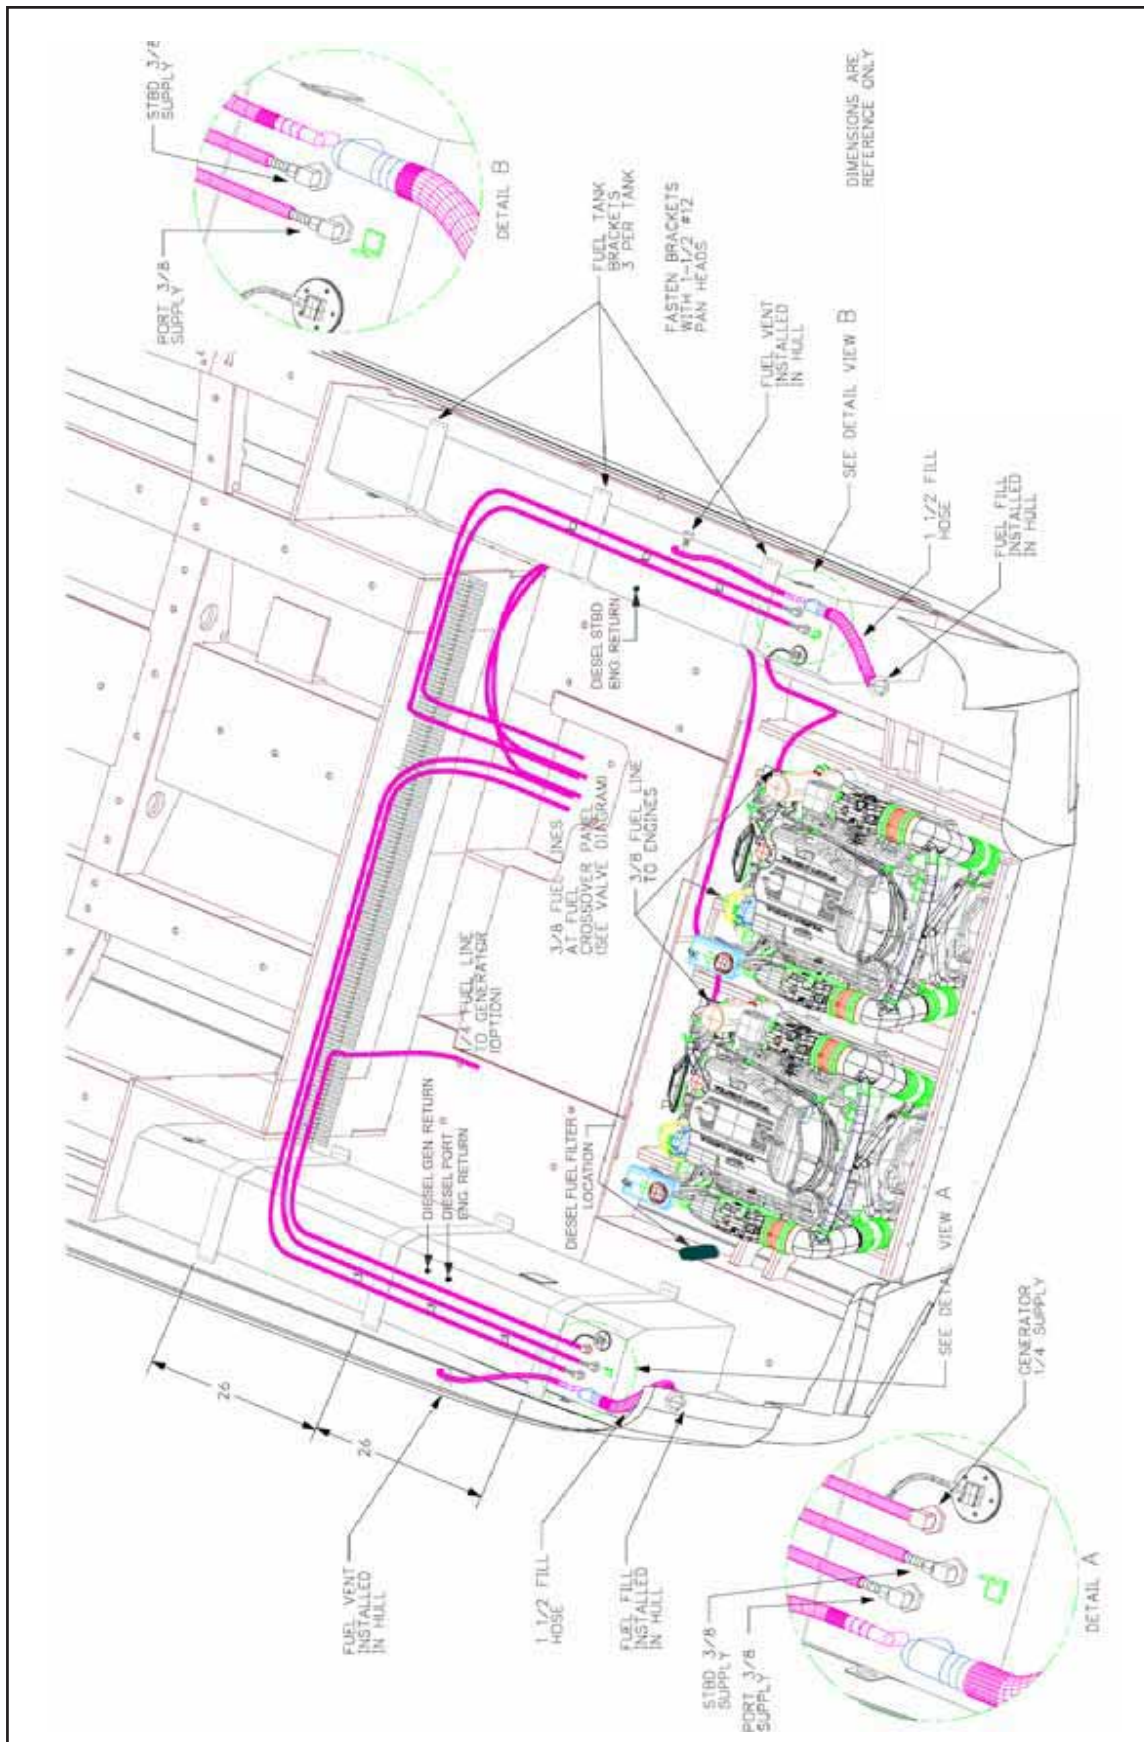 STBD 3/8
SUPPLY
PORT 3/8
SUPPLY
DETAIL B
DIMENSIONS ARE
REFERENCE ONLY
FUEL TANK
BRACKETS
3 PER TANK
FASTEN BRACKETS
WITH 1-1/2 #12
PAN HEADS
FUEL VENT
INSTALLED
IN HULL
SEE DETAIL VIEW B
1 1/2 FILL
HOSE
FUEL FILL
INSTALLED
IN HULL
DIESEL STBD
ENG RETURN
3/8 FUEL LINES
AT FUEL
CROSSOVER PANEL
(SEE VALVE DIAGRAM)
3/8 FUEL LINE
TO ENGINES
1/4 FUEL LINE
TO GENERATOR
(OPTION)
DIESEL GEN RETURN
DIESEL PORT
ENG RETURN
DIESEL FUEL FILTER
LOCATION
26
26
SEE DETAIL VIEW A
GENERATOR
1/4 SUPPLY
FUEL VENT
INSTALLED
IN HULL
1 1/2 FILL
HOSE
FUEL FILL
INSTALLED
IN HULL
STBD 3/8
SUPPLY
PORT 3/8
SUPPLY
DETAIL A